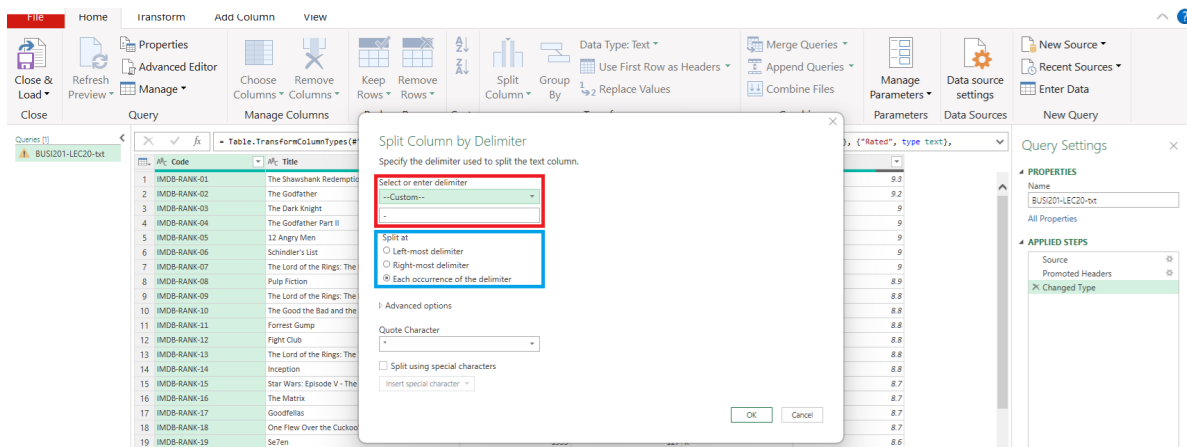 File Home Transform Add Column View
Properties
Advanced Editor
Manage
Close & Load
Refresh Preview
Choose Columns
Remove Columns
Keep Rows
Remove Rows
Split Column
Group By
Data Type: Text
Use First Row as Headers
Replace Values
Merge Queries
Append Queries
Combine Files
Manage Parameters
Data source settings
New Source
Recent Sources
Enter Data
Close Query Manage Columns Parameters Data Sources New Query
Queries [1]
BUSI201-LEC20-txt
fx = Table.TransformColumnTypes(#" }, {"Rated", type text},
Code Title
1 IMDB-RANK-01 The Shawshank Redemptio 9.3
2 IMDB-RANK-02 The Godfather 9.2
3 IMDB-RANK-03 The Dark Knight 9
4 IMDB-RANK-04 The Godfather Part II 9
5 IMDB-RANK-05 12 Angry Men 9
6 IMDB-RANK-06 Schindler's List 9
7 IMDB-RANK-07 The Lord of the Rings: The 9
8 IMDB-RANK-08 Pulp Fiction 8.9
9 IMDB-RANK-09 The Lord of the Rings: The 8.8
10 IMDB-RANK-10 The Good the Bad and the 8.8
11 IMDB-RANK-11 Forrest Gump 8.8
12 IMDB-RANK-12 Fight Club 8.8
13 IMDB-RANK-13 The Lord of the Rings: The 8.8
14 IMDB-RANK-14 Inception 8.8
15 IMDB-RANK-15 Star Wars: Episode V - The 8.7
16 IMDB-RANK-16 The Matrix 8.7
17 IMDB-RANK-17 Goodfellas 8.7
18 IMDB-RANK-18 One Flew Over the Cuckoo 8.7
19 IMDB-RANK-19 Se7en 8.6
Split Column by Delimiter
Specify the delimiter used to split the text column.
Select or enter delimiter
--Custom--
-
Split at
Left-most delimiter
Right-most delimiter
Each occurrence of the delimiter
Advanced options
Quote Character
"
Split using special characters
Insert special character
OK Cancel
Query Settings
PROPERTIES
Name
BUSI201-LEC20-txt
All Properties
APPLIED STEPS
Source
Promoted Headers
Changed Type